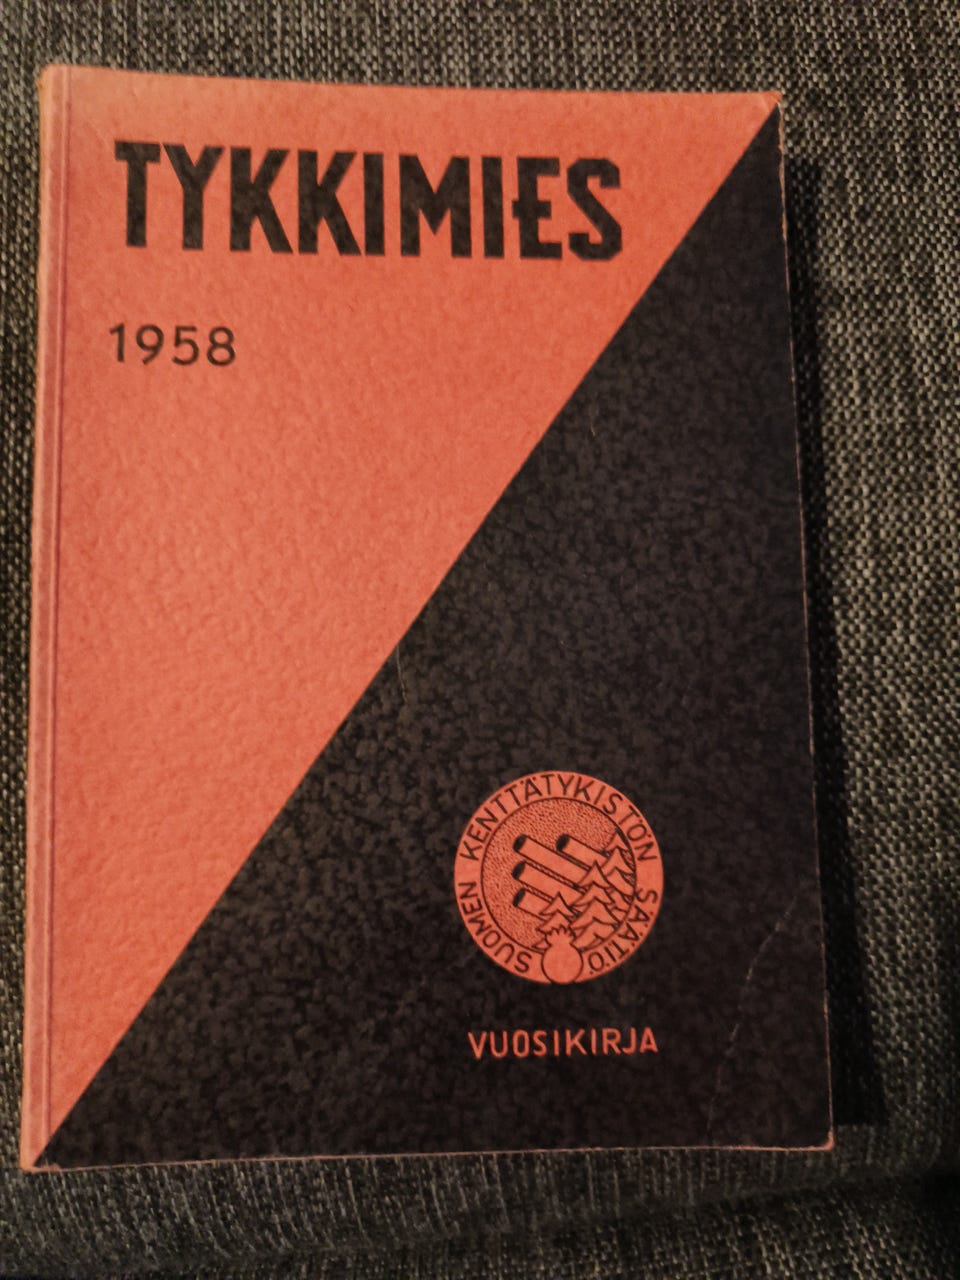 TYKKIMIES
1958
SUOMEN KENTTÄTYKISTÖN SÄÄTIÖ
VUOSIKIRJA